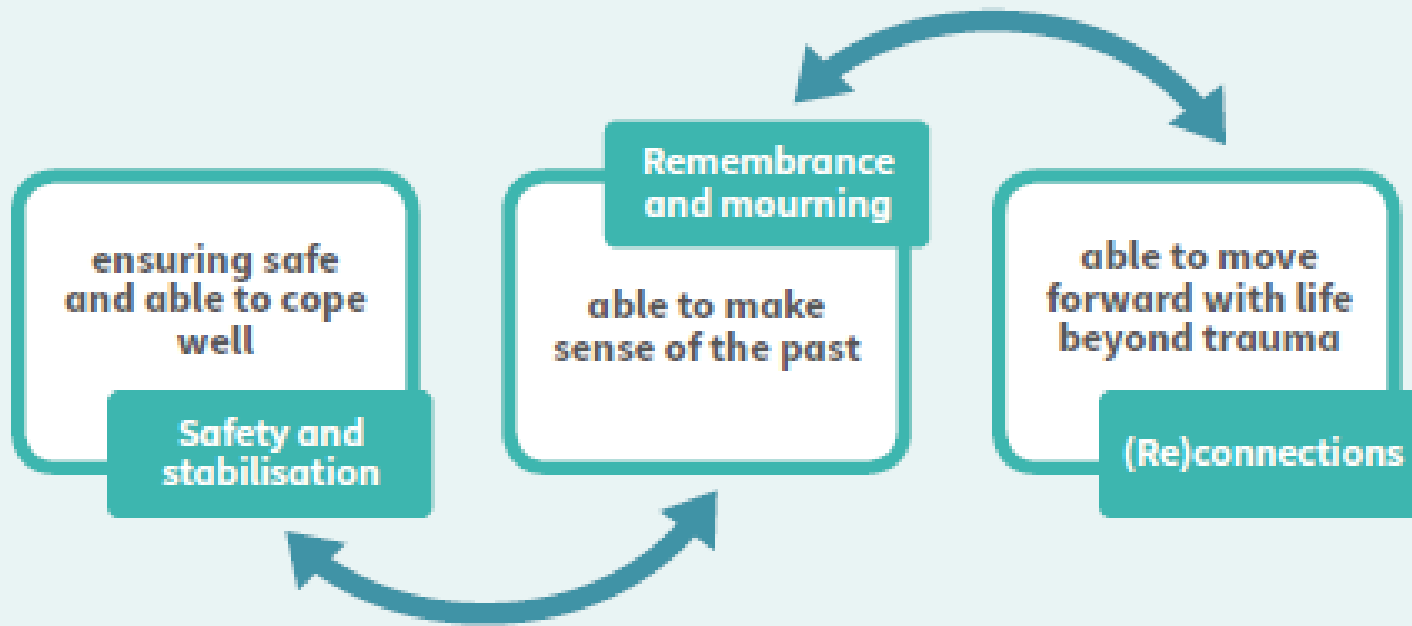 ensuring safe
and able to cope
well
Safety and
stabilisation
Remembrance
and mourning
able to make
sense of the past
able to move
forward with life
beyond trauma
(Re)connections